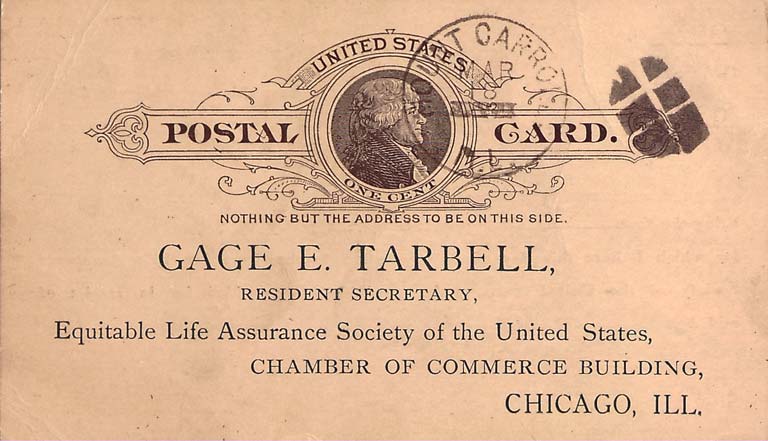 UNITED STATES
POSTAL CARD.
ONE CENT
NOTHING BUT THE ADDRESS TO BE ON THIS SIDE.
GAGE E. TARBELL,
RESIDENT SECRETARY,
Equitable Life Assurance Society of the United States,
CHAMBER OF COMMERCE BUILDING,
CHICAGO, ILL.